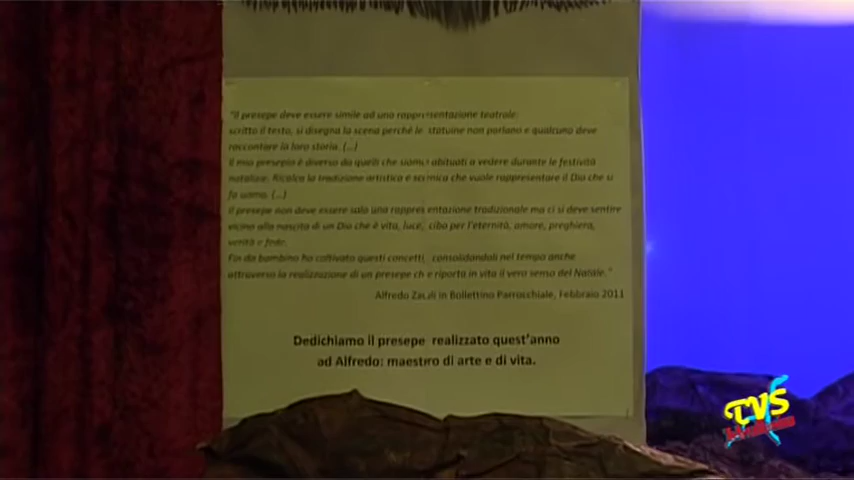 "Il presepe deve essere simile ad una rappresentazione teatrale:
scritto il testo, si disegna la scena perché le statuine non parlano e qualcuno deve
raccontare la loro storia. (...)
Il mio presepio è diverso da quelli che siamo abituati a vedere durante le festività
natalizie. Ricalca la tradizione artistica e scenica che vuole rappresentare il Dio che si
fa uomo. (...)
Il presepe non deve essere solo una rappresentazione tradizionale ma ci si deve sentire
vicino alla nascita di un Dio che è vita, luce, cibo per l'eternità, amore, preghiera,
verità e fede.
Fin da bambino ho coltivato questi concetti, consolidandoli nel tempo anche
attraverso la realizzazione di un presepe che riporta in vita il vero senso del Natale."
Alfredo Zauli in Bollettino Parrocchiale, Febbraio 2011
Dedichiamo il presepe realizzato quest'anno
ad Alfredo: maestro di arte e di vita.
TVS